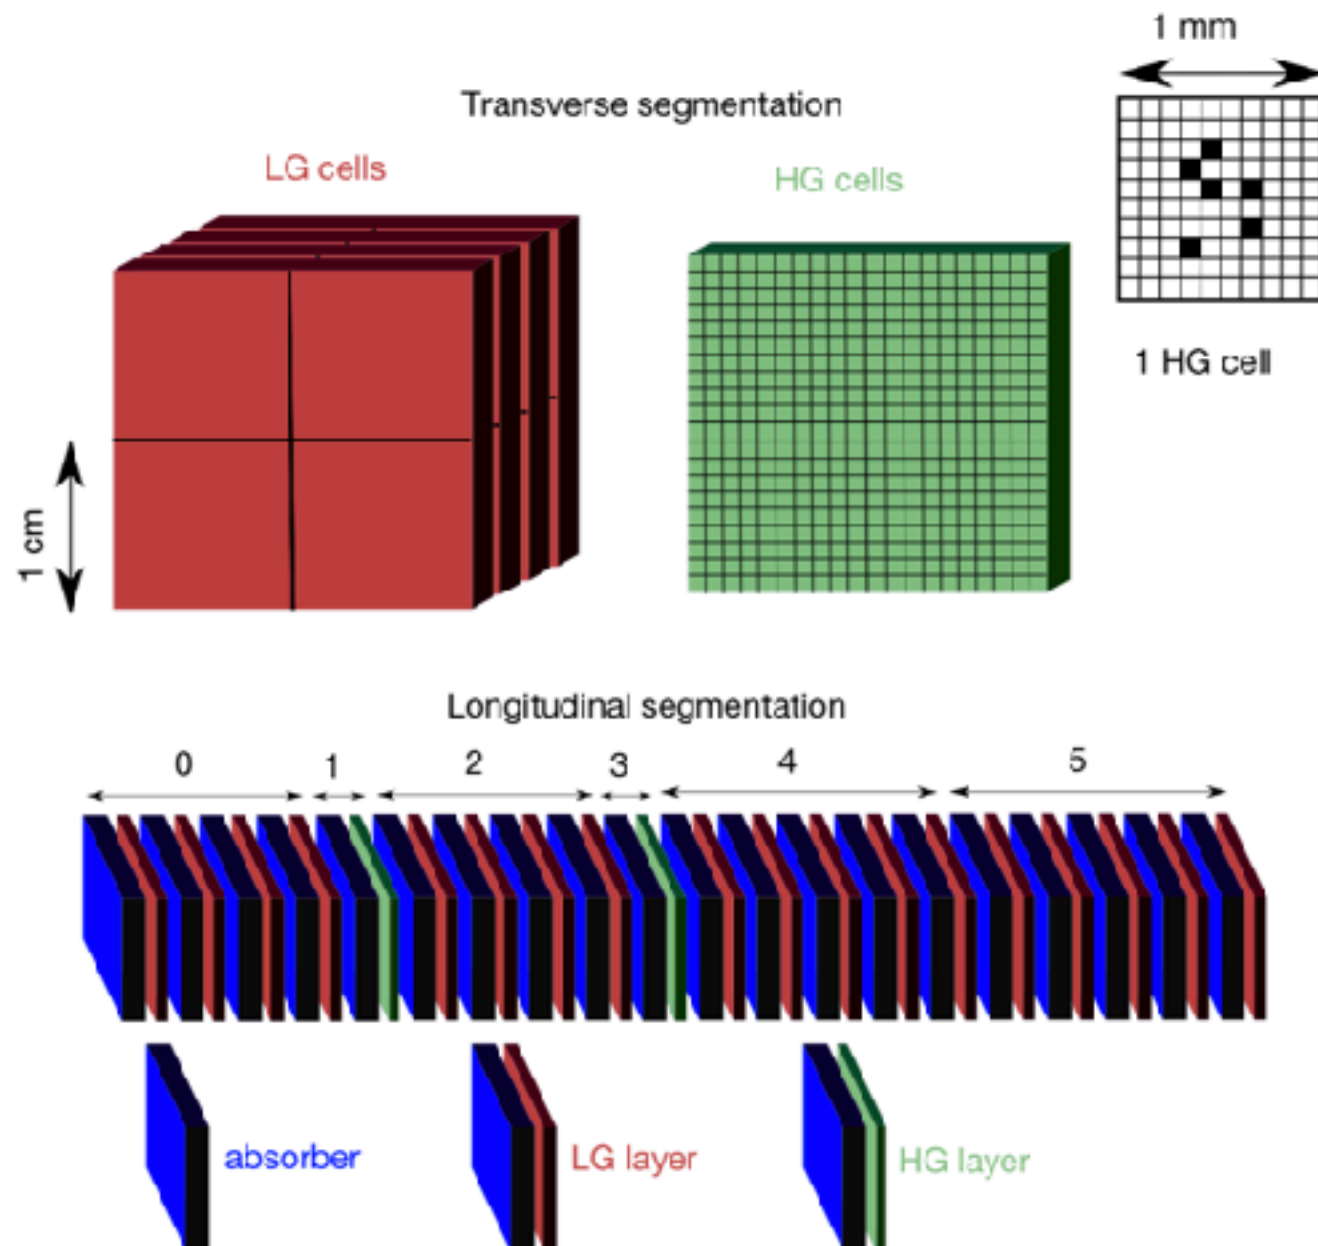 1 mm
Transverse segmentation
LG cells
HG cells
1 HG cell
1 cm
Longitudinal segmentation
0 1 2 3 4 5
absorber
LG layer
HG layer